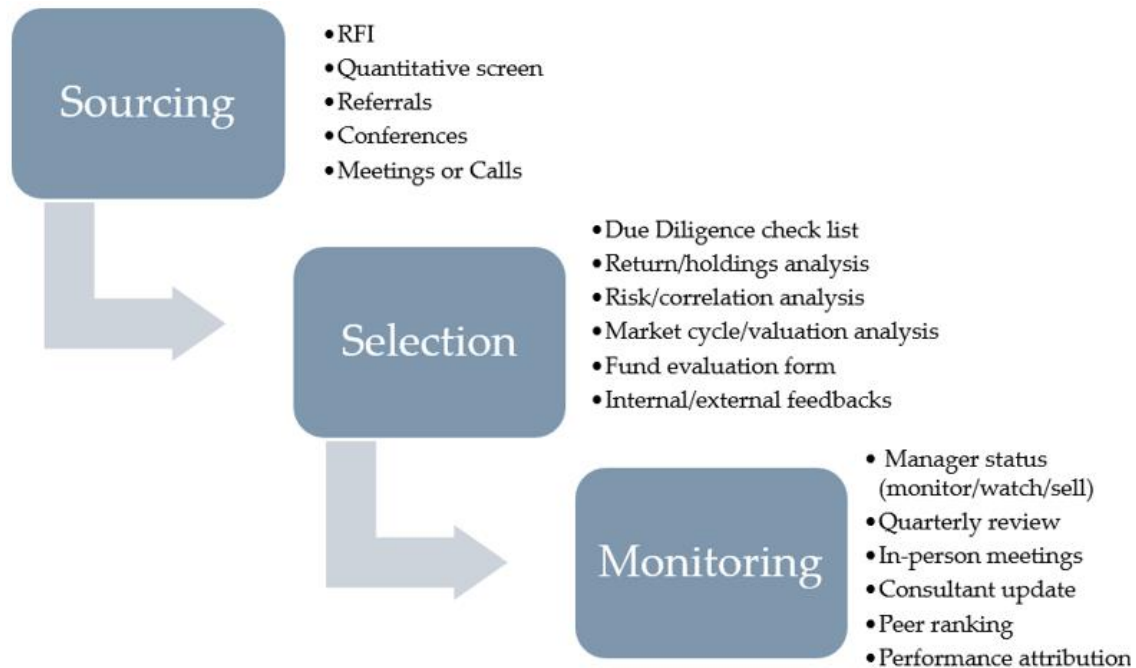 Sourcing
•RFI
•Quantitative screen
•Referrals
•Conferences
•Meetings or Calls
Selection
•Due Diligence check list
•Return/holdings analysis
•Risk/correlation analysis
•Market cycle/valuation analysis
•Fund evaluation form
•Internal/external feedbacks
Monitoring
• Manager status
(monitor/watch/sell)
•Quarterly review
•In-person meetings
•Consultant update
•Peer ranking
•Performance attribution